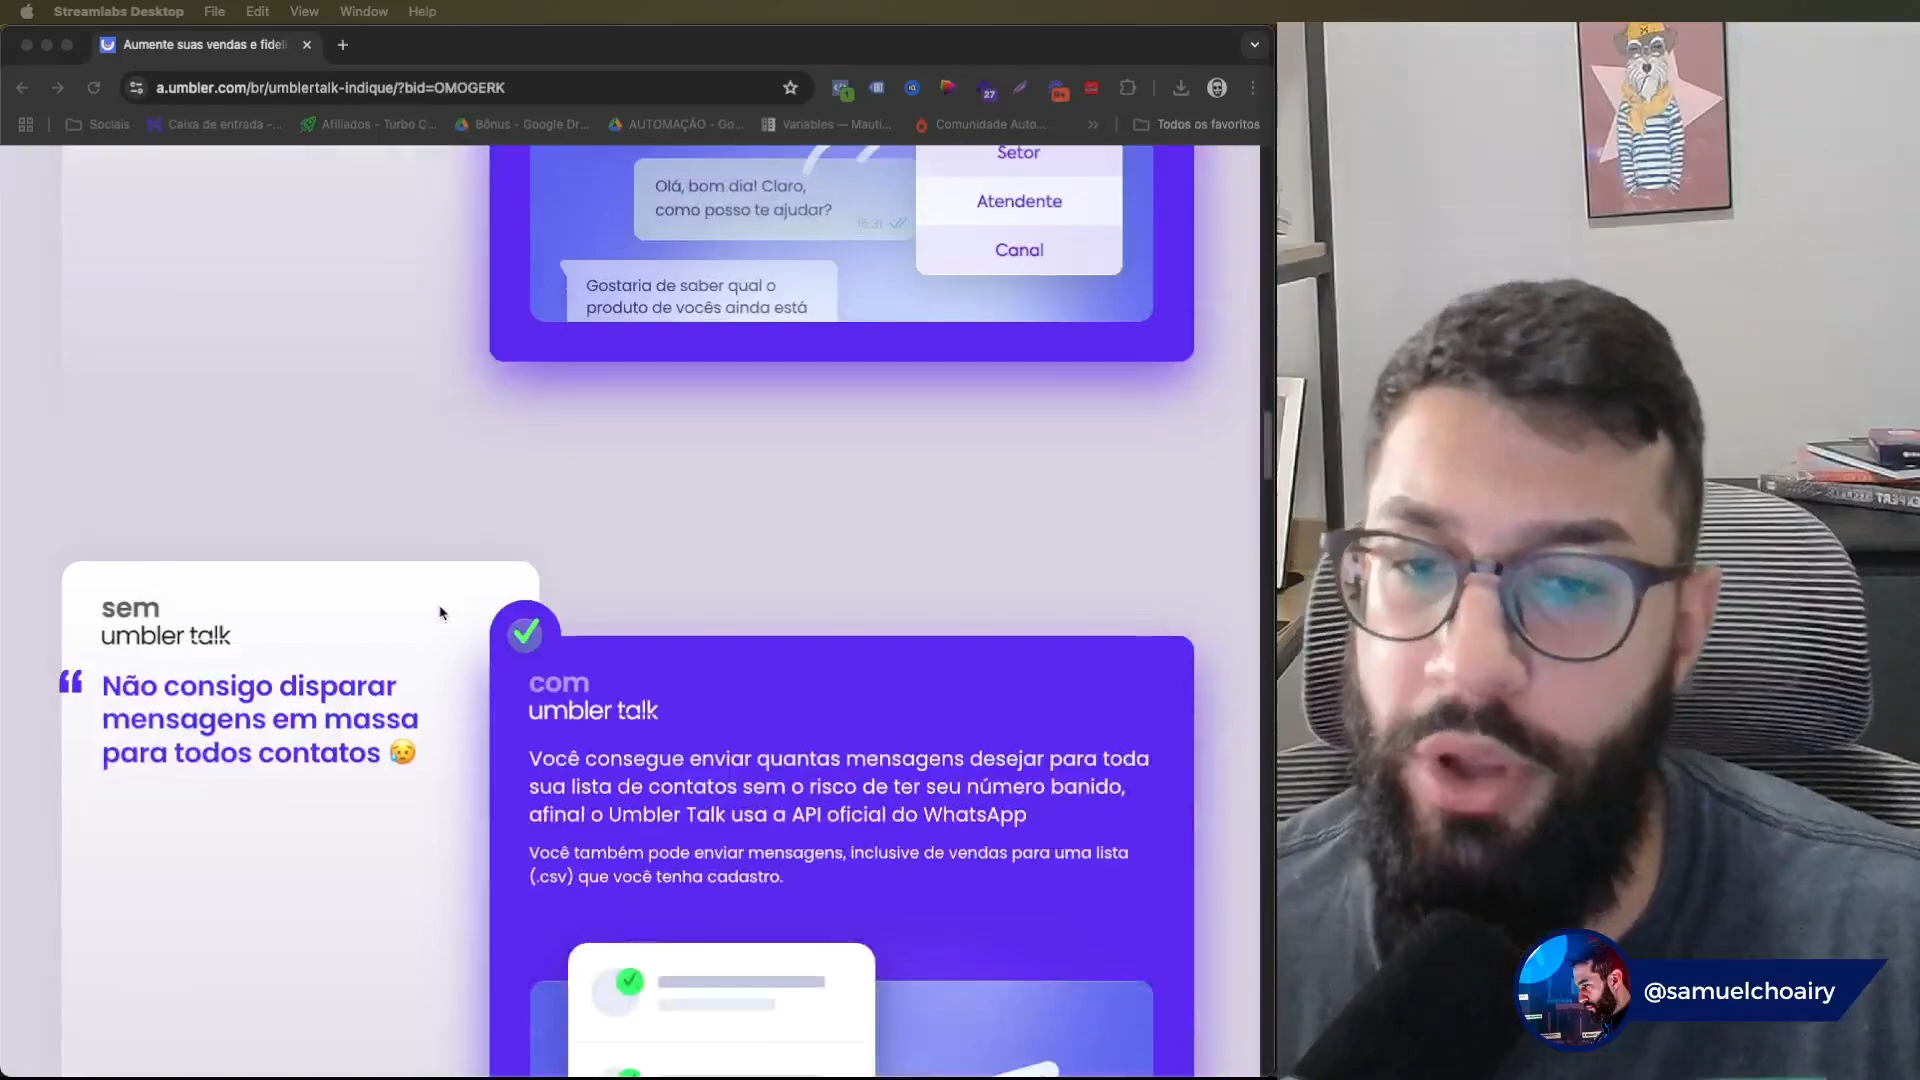 Streamlabs Desktop File Edit View Window Help
Aumente suas vendas e fideli
a.umbler.com/br/umblertalk-indique/?bid=OMOGERK
1
27
9+
Sociais
Caixa de entrada -...
Afiliados - Turbo C...
Bônus - Google Dr...
AUTOMAÇÃO - Go...
Variables — Mauti...
Comunidade Auto...
Todos os favoritos
Setor
Atendente
Canal
Olá, bom dia! Claro,
como posso te ajudar?
15:31
Gostaria de saber qual o
produto de vocês ainda está
sem
umbler talk
“ Não consigo disparar
mensagens em massa
para todos contatos 😥
com
umbler talk
Você consegue enviar quantas mensagens desejar para toda
sua lista de contatos sem o risco de ter seu número banido,
afinal o Umbler Talk usa a API oficial do WhatsApp
Você também pode enviar mensagens, inclusive de vendas para uma lista
(.csv) que você tenha cadastro.
@samuelchoairy